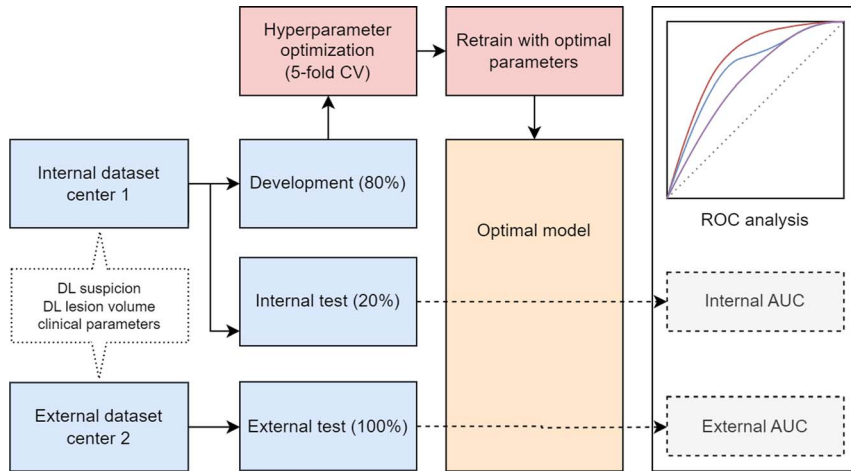 Hyperparameter
optimization
(5-fold CV)
Retrain with optimal
parameters
Internal dataset
center 1
Development (80%)
Optimal model
ROC analysis
DL suspicion
DL lesion volume
clinical parameters
Internal test (20%)
Internal AUC
External dataset
center 2
External test (100%)
External AUC